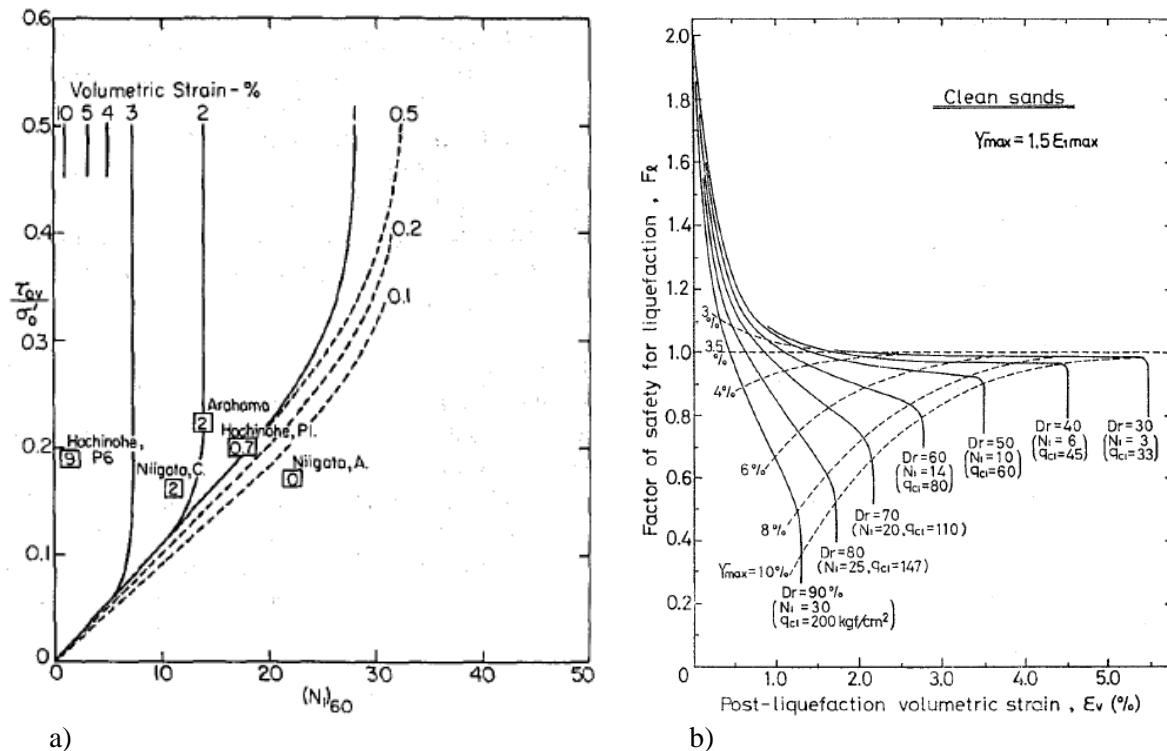 0.6
Volumetric Strain - %
10 5 4 3 2 1 0.5
0.5
0.4
0.2
0.3
0.1
τav
σ'o
Arahama
2
Hachinohe, P1.
0.7
0.2
Hachinohe,
P6
9
Niigata, C.
2
Niigata, A.
0
0.1
0
0 10 20 30 40 50
(N1)60
a)
2.0
Clean sands
1.8
γmax = 1.5 ε1max
1.6
1.4
1.2
3
%
1.0
3.5
%
4%
0.8
6%
0.6
8%
0.4
γmax=10%
0.2
0
Factor of safety for liquefaction , Fℓ
Dr=30
(N1=3
qc1=33)
Dr=40
(N1=6
qc1=45)
Dr=50
(N1=10
qc1=60)
Dr=60
(N1=14
qc1=80)
Dr=70
(N1=20, qc1=110)
Dr=80
(N1=25, qc1=147)
Dr=90%
(N1=30
qc1=200 kgf/cm²)
0 1.0 2.0 3.0 4.0 5.0
Post-liquefaction volumetric strain , εv (%)
b)